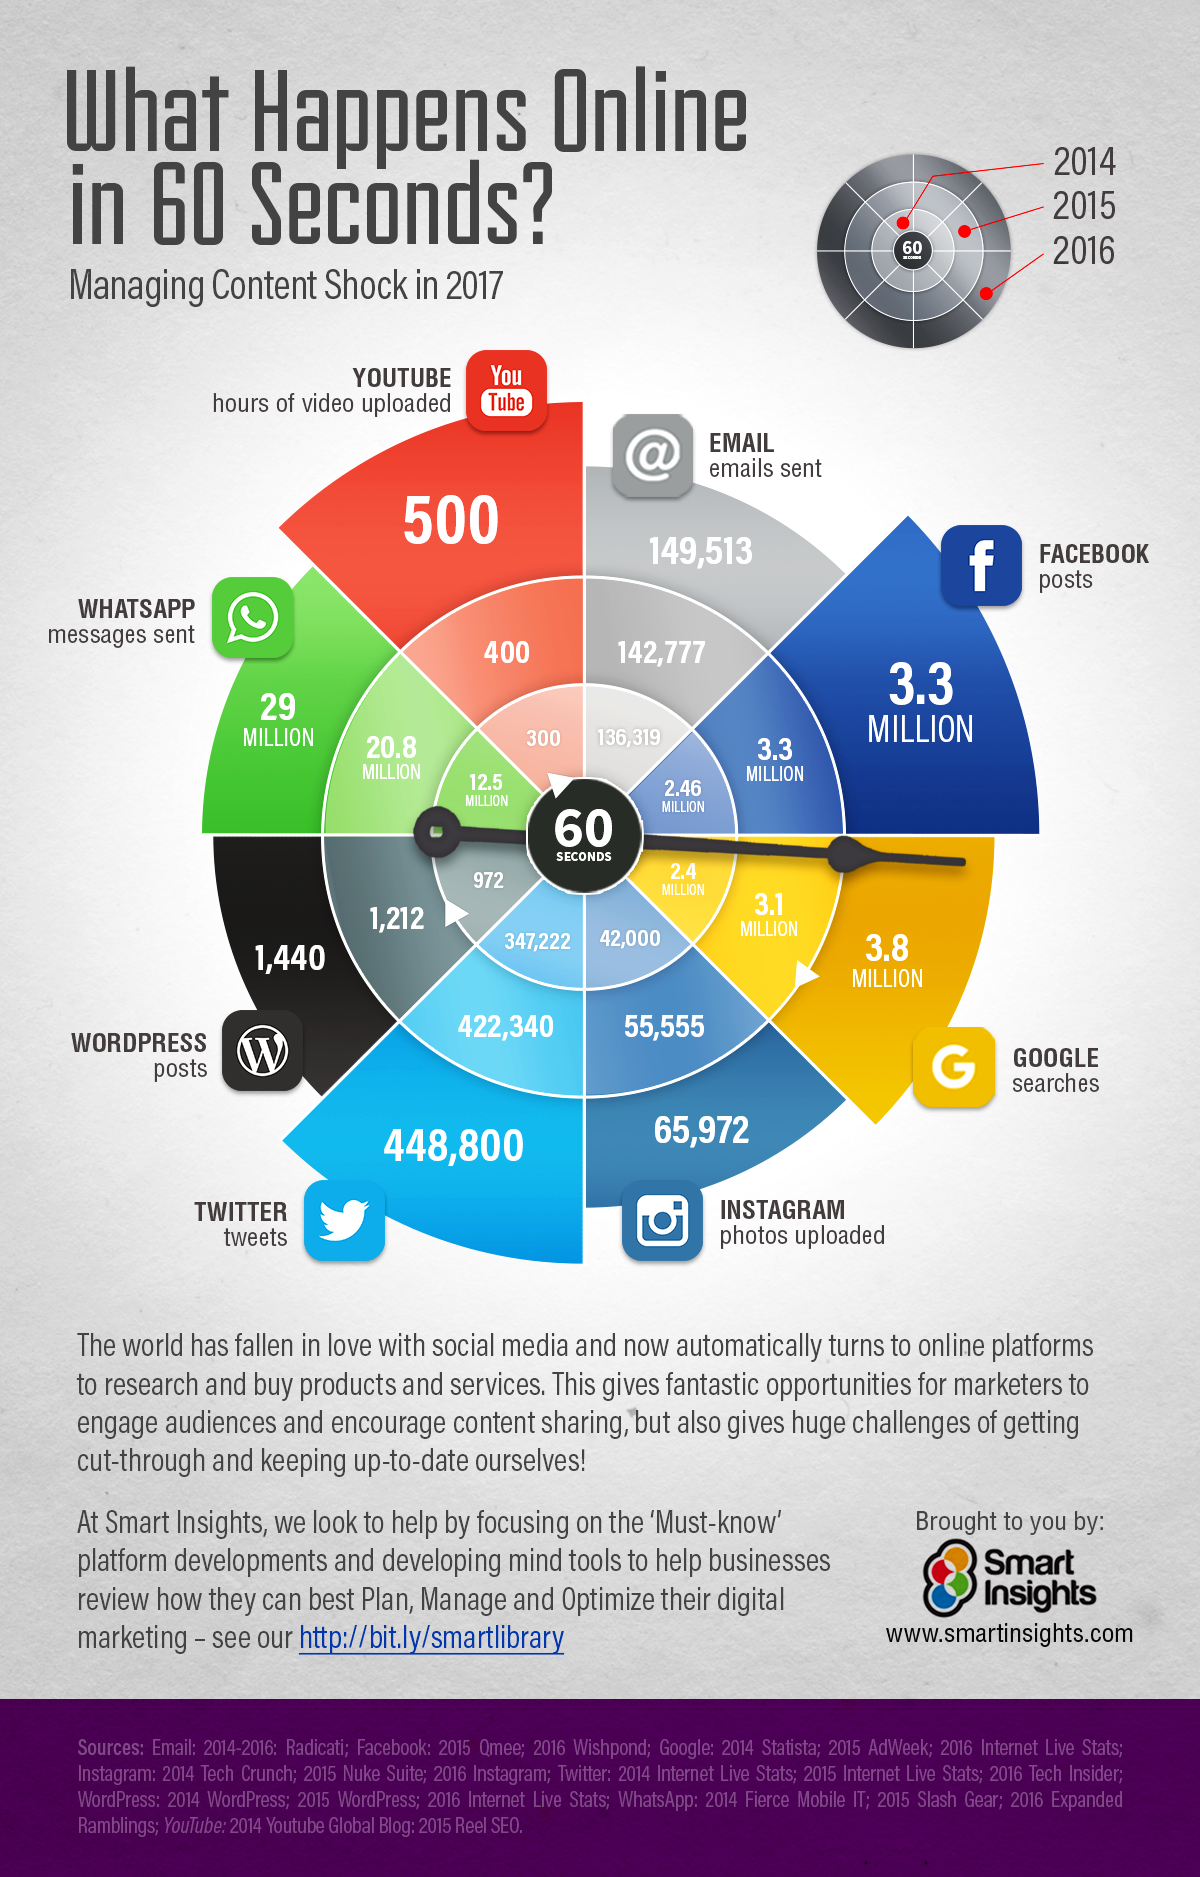 What Happens Online
in 60 Seconds?
Managing Content Shock in 2017
2014
2015
2016
60
SECONDS
YOUTUBE
hours of video uploaded
You
Tube
500
400
300
@
EMAIL
emails sent
149,513
142,777
136,319
f
FACEBOOK
posts
3.3
MILLION
3.3
MILLION
2.46
MILLION
WHATSAPP
messages sent
29
MILLION
20.8
MILLION
12.5
MILLION
60
SECONDS
WORDPRESS
posts
W
1,440
1,212
972
GOOGLE
searches
G
2.4
MILLION
3.1
MILLION
3.8
MILLION
TWITTER
tweets
347,222
422,340
448,800
INSTAGRAM
photos uploaded
42,000
55,555
65,972
The world has fallen in love with social media and now automatically turns to online platforms
to research and buy products and services. This gives fantastic opportunities for marketers to
engage audiences and encourage content sharing, but also gives huge challenges of getting
cut-through and keeping up-to-date ourselves!
At Smart Insights, we look to help by focusing on the ‘Must-know’
platform developments and developing mind tools to help businesses
review how they can best Plan, Manage and Optimize their digital
marketing – see our http://bit.ly/smartlibrary
Brought to you by:
Smart
Insights
www.smartinsights.com
Sources: Email: 2014-2016: Radicati; Facebook: 2015 Qmee; 2016 Wishpond; Google: 2014 Statista; 2015 AdWeek; 2016 Internet Live Stats;
Instagram: 2014 Tech Crunch; 2015 Nuke Suite; 2016 Instagram; Twitter: 2014 Internet Live Stats; 2015 Internet Live Stats; 2016 Tech Insider;
WordPress: 2014 WordPress; 2015 WordPress; 2016 Internet Live Stats; WhatsApp: 2014 Fierce Mobile IT; 2015 Slash Gear; 2016 Expanded
Ramblings; YouTube: 2014 Youtube Global Blog: 2015 Reel SEO.